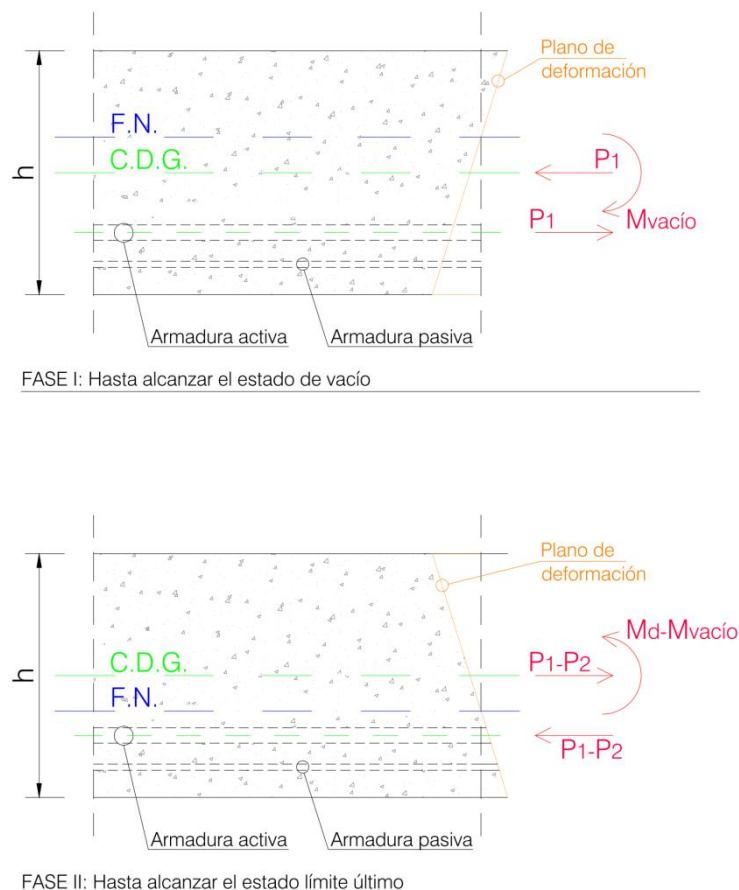 Plano de
deformación
F.N.
C.D.G.
h
P1
P1
Mvacío
Armadura activa
Armadura pasiva
FASE I: Hasta alcanzar el estado de vacío
Plano de
deformación
Md-Mvacío
C.D.G.
P1-P2
h
F.N.
P1-P2
Armadura activa
Armadura pasiva
FASE II: Hasta alcanzar el estado límite último